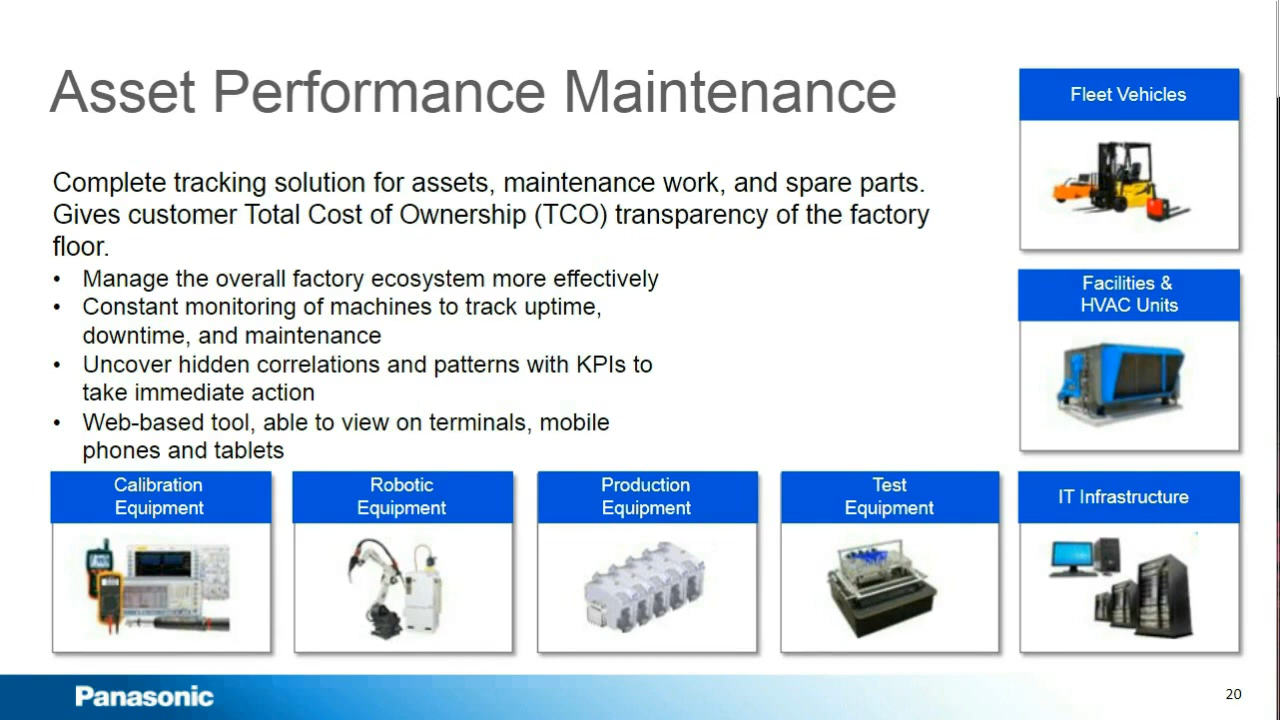 Asset Performance Maintenance
Complete tracking solution for assets, maintenance work, and spare parts.
Gives customer Total Cost of Ownership (TCO) transparency of the factory
floor.
• Manage the overall factory ecosystem more effectively
• Constant monitoring of machines to track uptime,
downtime, and maintenance
• Uncover hidden correlations and patterns with KPIs to
take immediate action
• Web-based tool, able to view on terminals, mobile
phones and tablets
Fleet Vehicles
Facilities &
HVAC Units
Calibration
Equipment
Robotic
Equipment
Production
Equipment
Test
Equipment
IT Infrastructure
Panasonic
20